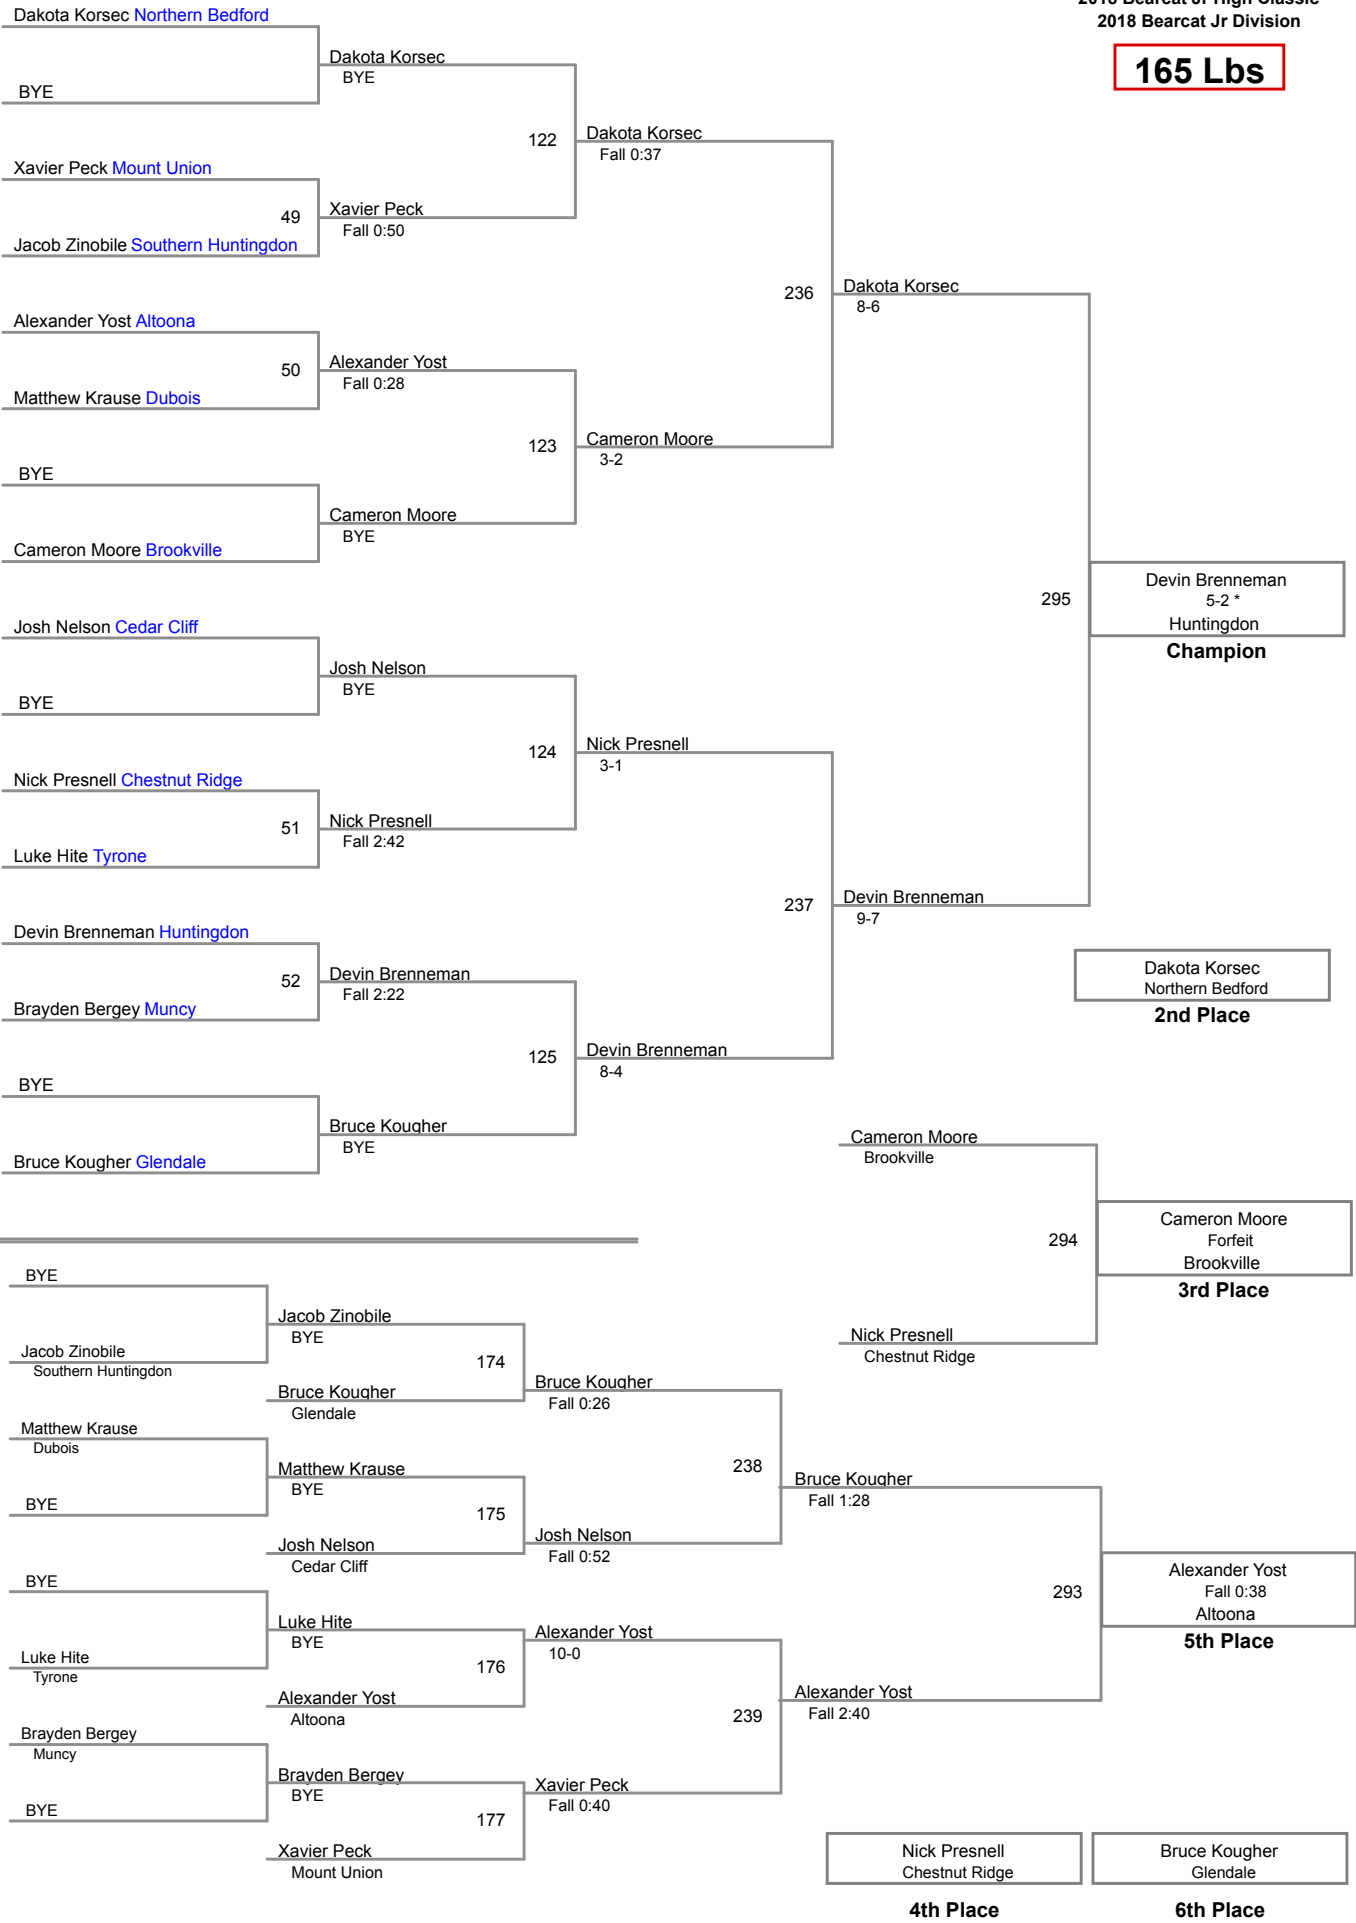 2018 Bearcat Jr High Classic
2018 Bearcat Jr Division
165 Lbs
Dakota Korsec Northern Bedford
BYE
Dakota Korsec
BYE
Xavier Peck Mount Union
49
Jacob Zinobile Southern Huntingdon
Xavier Peck
Fall 0:50
122
Dakota Korsec
Fall 0:37
Alexander Yost Altoona
50
Matthew Krause Dubois
Alexander Yost
Fall 0:28
BYE
Cameron Moore Brookville
Cameron Moore
BYE
123
Cameron Moore
3-2
236
Dakota Korsec
8-6
Josh Nelson Cedar Cliff
BYE
Josh Nelson
BYE
Nick Presnell Chestnut Ridge
51
Luke Hite Tyrone
Nick Presnell
Fall 2:42
124
Nick Presnell
3-1
Devin Brenneman Huntingdon
52
Brayden Bergey Muncy
Devin Brenneman
Fall 2:22
BYE
Bruce Kougher Glendale
Bruce Kougher
BYE
125
Devin Brenneman
8-4
237
Devin Brenneman
9-7
295
Devin Brenneman
5-2 *
Huntingdon
Champion
Dakota Korsec
Northern Bedford
2nd Place
Cameron Moore
Brookville
294
Nick Presnell
Chestnut Ridge
Cameron Moore
Forfeit
Brookville
3rd Place
BYE
Jacob Zinobile
Southern Huntingdon
Jacob Zinobile
BYE
174
Bruce Kougher
Glendale
Bruce Kougher
Fall 0:26
Matthew Krause
Dubois
BYE
Matthew Krause
BYE
175
Josh Nelson
Cedar Cliff
Josh Nelson
Fall 0:52
238
Bruce Kougher
Fall 1:28
BYE
Luke Hite
Tyrone
Luke Hite
BYE
176
Alexander Yost
Altoona
Alexander Yost
10-0
Brayden Bergey
Muncy
BYE
Brayden Bergey
BYE
177
Xavier Peck
Mount Union
Xavier Peck
Fall 0:40
239
Alexander Yost
Fall 2:40
293
Alexander Yost
Fall 0:38
Altoona
5th Place
Nick Presnell
Chestnut Ridge
4th Place
Bruce Kougher
Glendale
6th Place